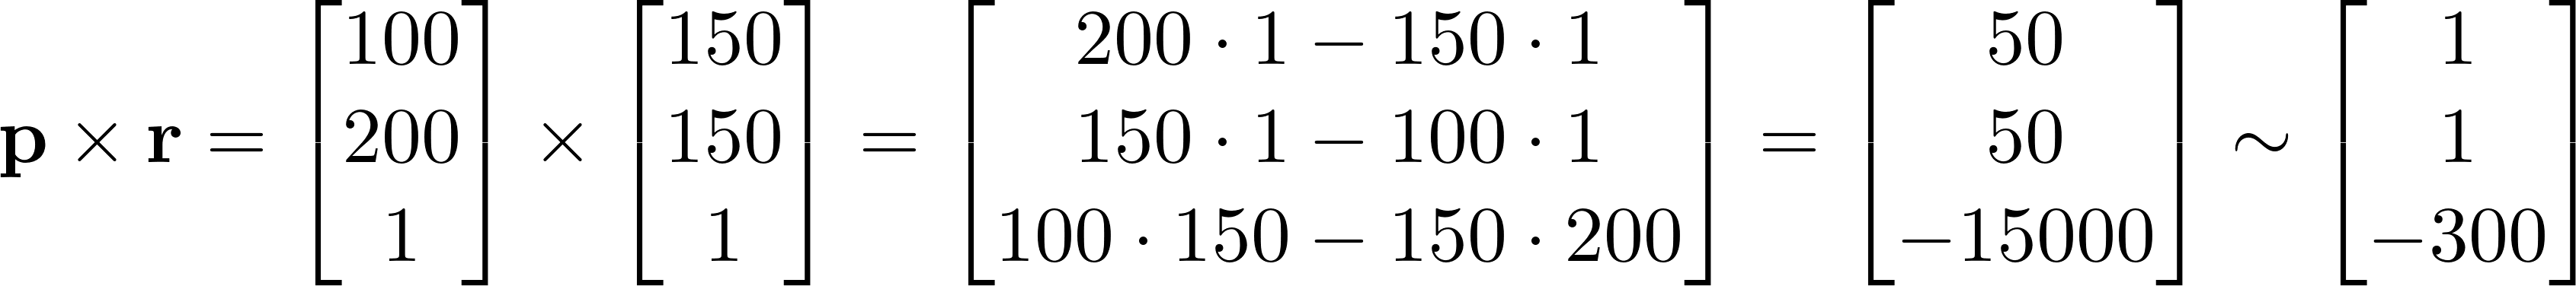 p × r = [100 200 1] × [150 150 1] = [200 · 1 − 150 · 1 150 · 1 − 100 · 1 100 · 150 − 150 · 200] = [50 50 −15000] ∼ [1 1 −300]